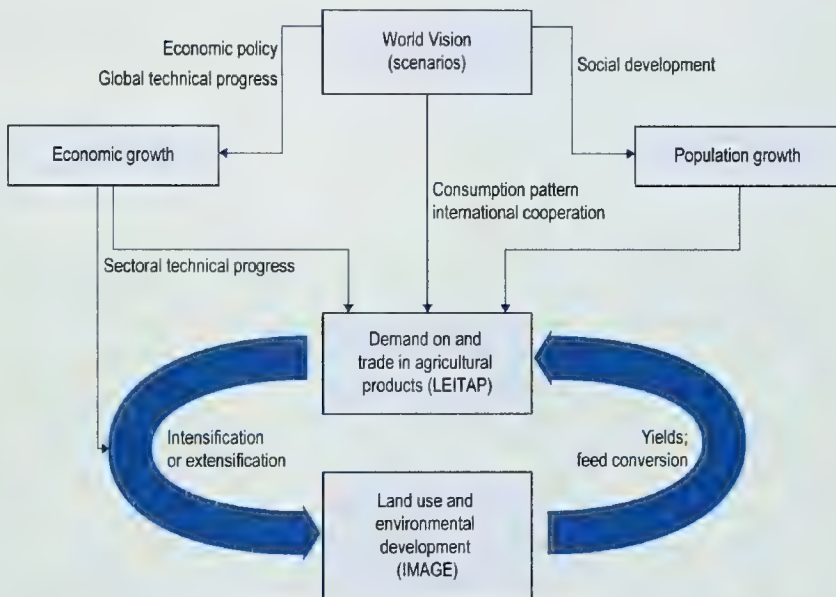 Economic policy
Global technical progress
World Vision
(scenarios)
Social development
Economic growth
Population growth
Consumption pattern
international cooperation
Sectoral technical progress
Demand on and
trade in agricultural
products (LEITAP)
Intensification
or extensification
Yields;
feed conversion
Land use and
environmental
development
(IMAGE)